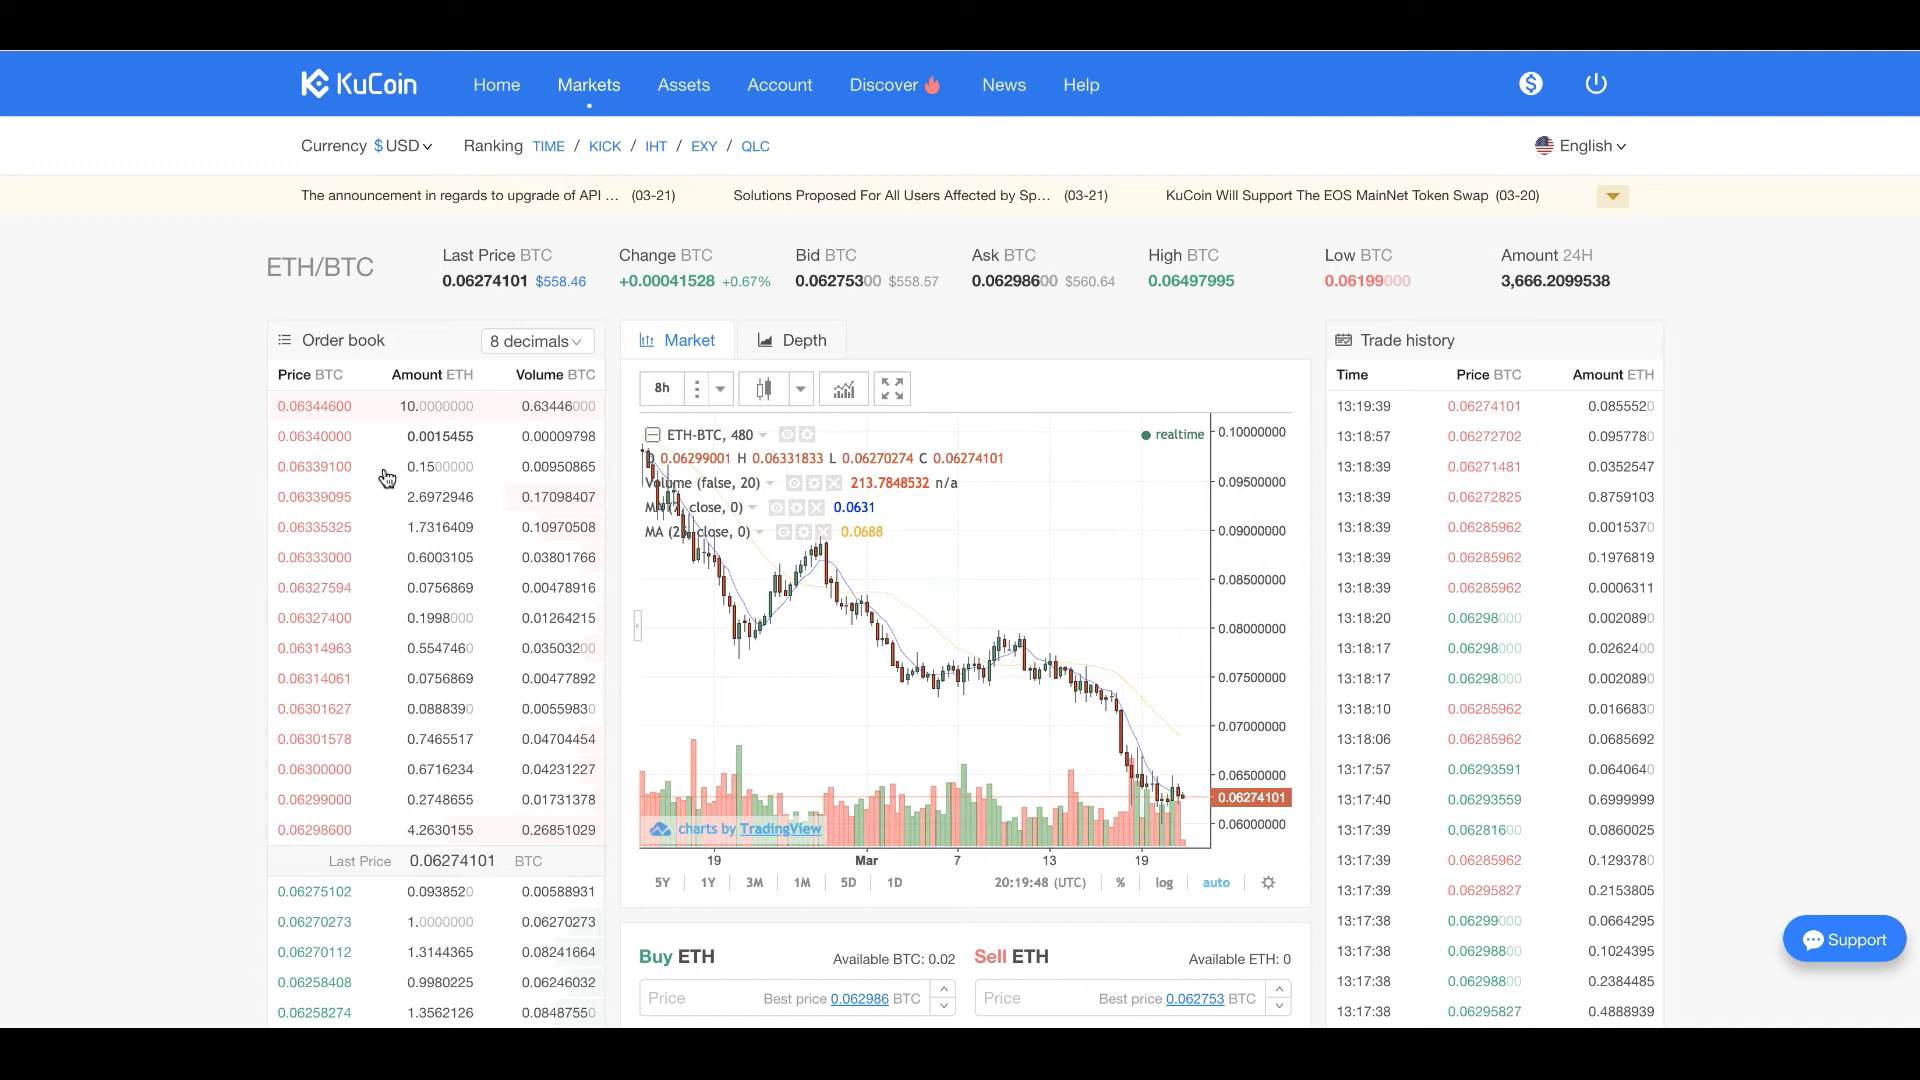 KuCoin Home Markets Assets Account Discover News Help
Currency $ USD Ranking TIME / KICK / IHT / EXY / QLC English
The announcement in regards to upgrade of API ... (03-21) Solutions Proposed For All Users Affected by Sp... (03-21) KuCoin Will Support The EOS MainNet Token Swap (03-20)
ETH/BTC
Last Price BTC Change BTC Bid BTC Ask BTC High BTC Low BTC Amount 24H
0.06274101 $558.46 +0.00041528 +0.67% 0.06275300 $558.57 0.06298600 $560.64 0.06497995 0.06199000 3,666.2099538
Order book 8 decimals
Price BTC Amount ETH Volume BTC
0.06344600 10.0000000 0.63446000
0.06340000 0.0015455 0.00009798
0.06339100 0.1500000 0.00950865
0.06339095 2.6972946 0.17098407
0.06335325 1.7316409 0.10970508
0.06333000 0.6003105 0.03801766
0.06327594 0.0756869 0.00478916
0.06327400 0.1998000 0.01264215
0.06314963 0.5547460 0.03503200
0.06314061 0.0756869 0.00477892
0.06301627 0.0888390 0.00559830
0.06301578 0.7465517 0.04704454
0.06300000 0.6716234 0.04231227
0.06299000 0.2748655 0.01731378
0.06298600 4.2630155 0.26851029
Last Price 0.06274101 BTC
0.06275102 0.0938520 0.00588931
0.06270273 1.0000000 0.06270273
0.06270112 1.3144365 0.08241664
0.06258408 0.9980225 0.06246032
0.06258274 1.3562126 0.08487550
Market Depth
8h
ETH-BTC, 480 realtime
0.06299001 H 0.06331833 L 0.06270274 C 0.06274101
Volume (false, 20) 213.7848532 n/a
MA (7, close, 0) 0.0631
MA (25, close, 0) 0.0688
0.10000000
0.09500000
0.09000000
0.08500000
0.08000000
0.07500000
0.07000000
0.06500000
0.06274101
0.06000000
charts by TradingView
19 Mar 7 13 19
5Y 1Y 3M 1M 5D 1D 20:19:48 (UTC) % log auto
Buy ETH Available BTC: 0.02 Sell ETH Available ETH: 0
Price Best price 0.062986 BTC Price Best price 0.062753 BTC
Trade history
Time Price BTC Amount ETH
13:19:39 0.06274101 0.0855520
13:18:57 0.06272702 0.0957780
13:18:39 0.06271481 0.0352547
13:18:39 0.06272825 0.8759103
13:18:39 0.06285962 0.0015370
13:18:39 0.06285962 0.1976819
13:18:39 0.06285962 0.0006311
13:18:20 0.06298000 0.0020890
13:18:17 0.06298000 0.0262400
13:18:17 0.06298000 0.0020890
13:18:10 0.06285962 0.0166830
13:18:06 0.06285962 0.0685692
13:17:57 0.06293591 0.0640640
13:17:40 0.06293559 0.6999999
13:17:39 0.06281600 0.0860025
13:17:39 0.06285962 0.1293780
13:17:39 0.06295827 0.2153805
13:17:38 0.06299000 0.0664295
13:17:38 0.06298800 0.1024395
13:17:38 0.06298800 0.2384485
13:17:38 0.06295827 0.4888939
Support